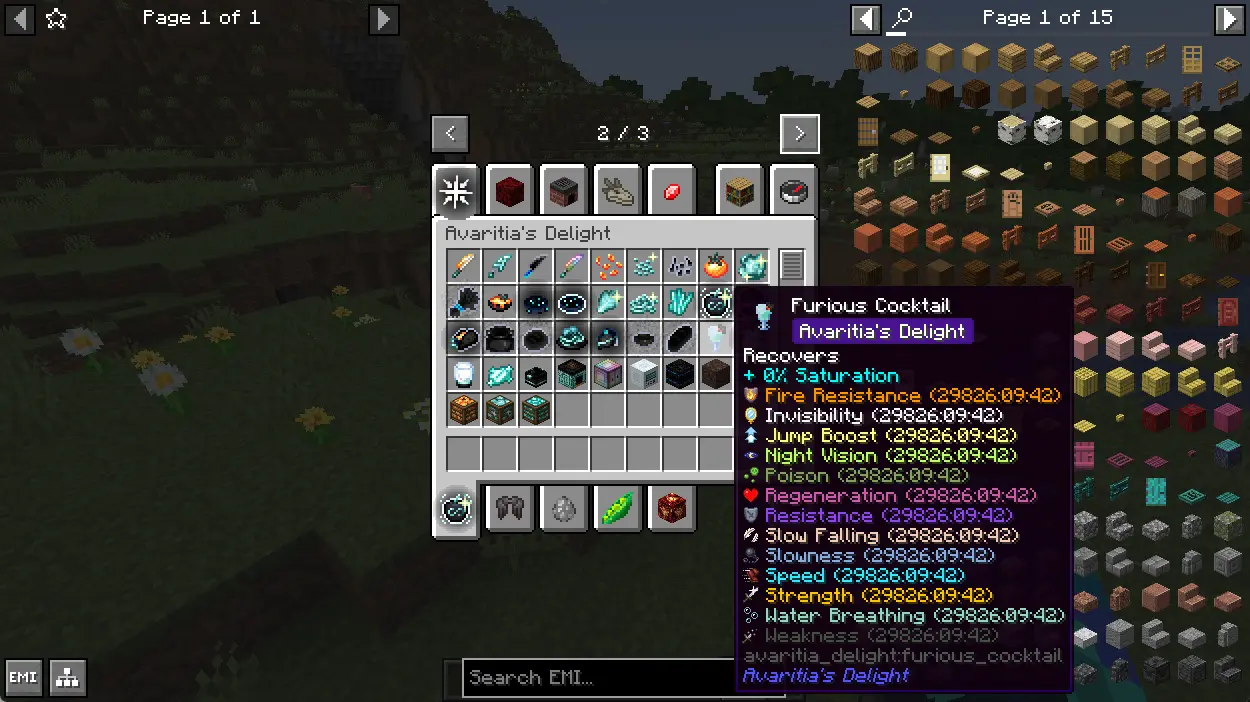 Page 1 of 1
Page 1 of 15
<
2 / 3
>
Avaritia's Delight
Furious Cocktail
Avaritia's Delight
Recovers
+ 0% Saturation
Fire Resistance (29826:09:42)
Invisibility (29826:09:42)
Jump Boost (29826:09:42)
Night Vision (29826:09:42)
Poison (29826:09:42)
Regeneration (29826:09:42)
Resistance (29826:09:42)
Slow Falling (29826:09:42)
Slowness (29826:09:42)
Speed (29826:09:42)
Strength (29826:09:42)
Water Breathing (29826:09:42)
Weakness (29826:09:42)
avaritia_delight:furious_cocktail
Avaritia's Delight
EMI
Search EMI...